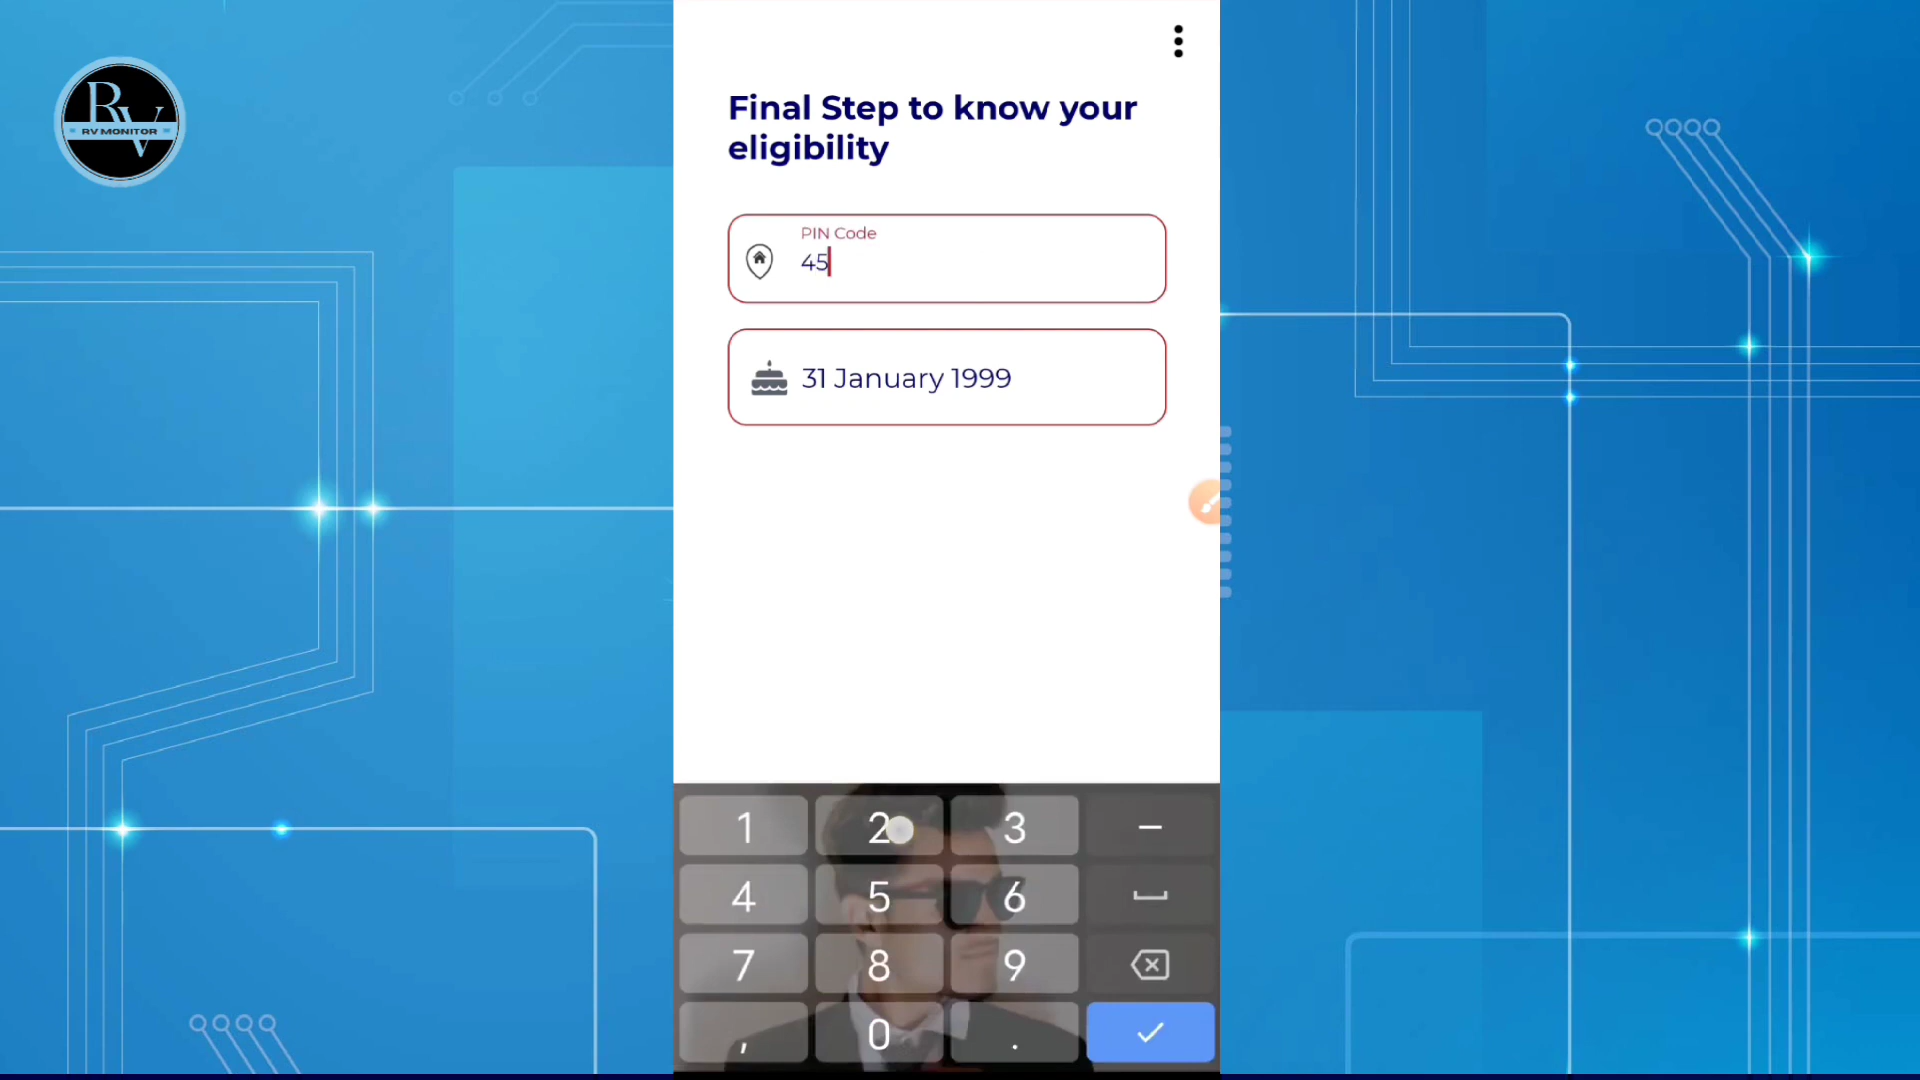 RV
RV MONITOR
Final Step to know your
eligibility
PIN Code
45
31 January 1999
1 2 3 –
4 5 6
7 8 9
, 0 .